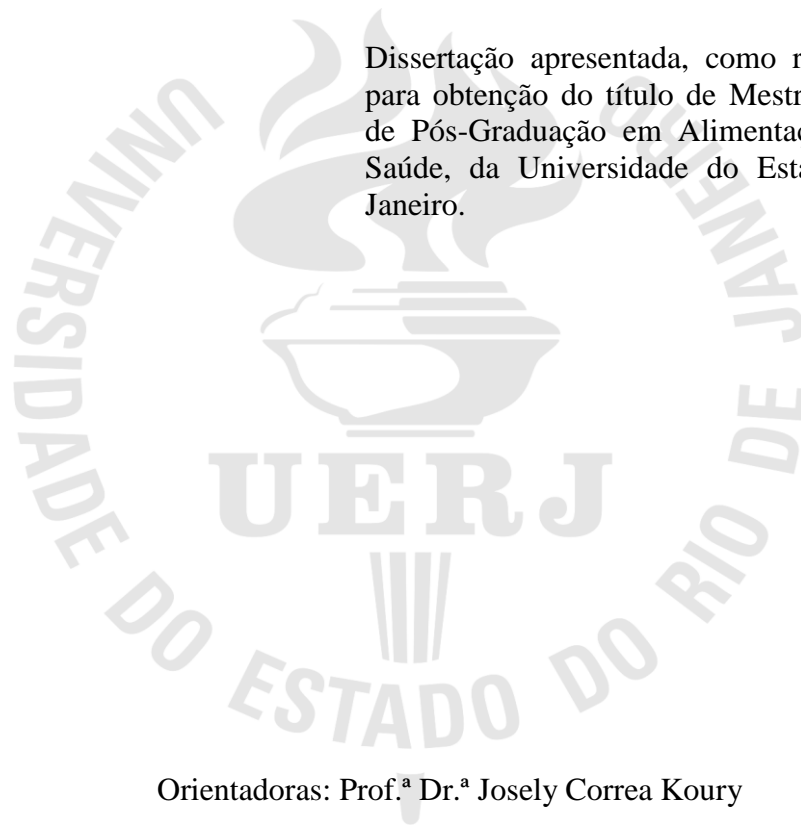 Dissertação apresentada, como
para obtenção do título de
de Pós-Graduação em
Saúde, da Universidade do
Janeiro.
UNIVERSIDADE DO ESTADO DO RIO DE JANEIRO
UERJ
Orientadoras: Prof.ª Dr.ª Josely Correa Koury